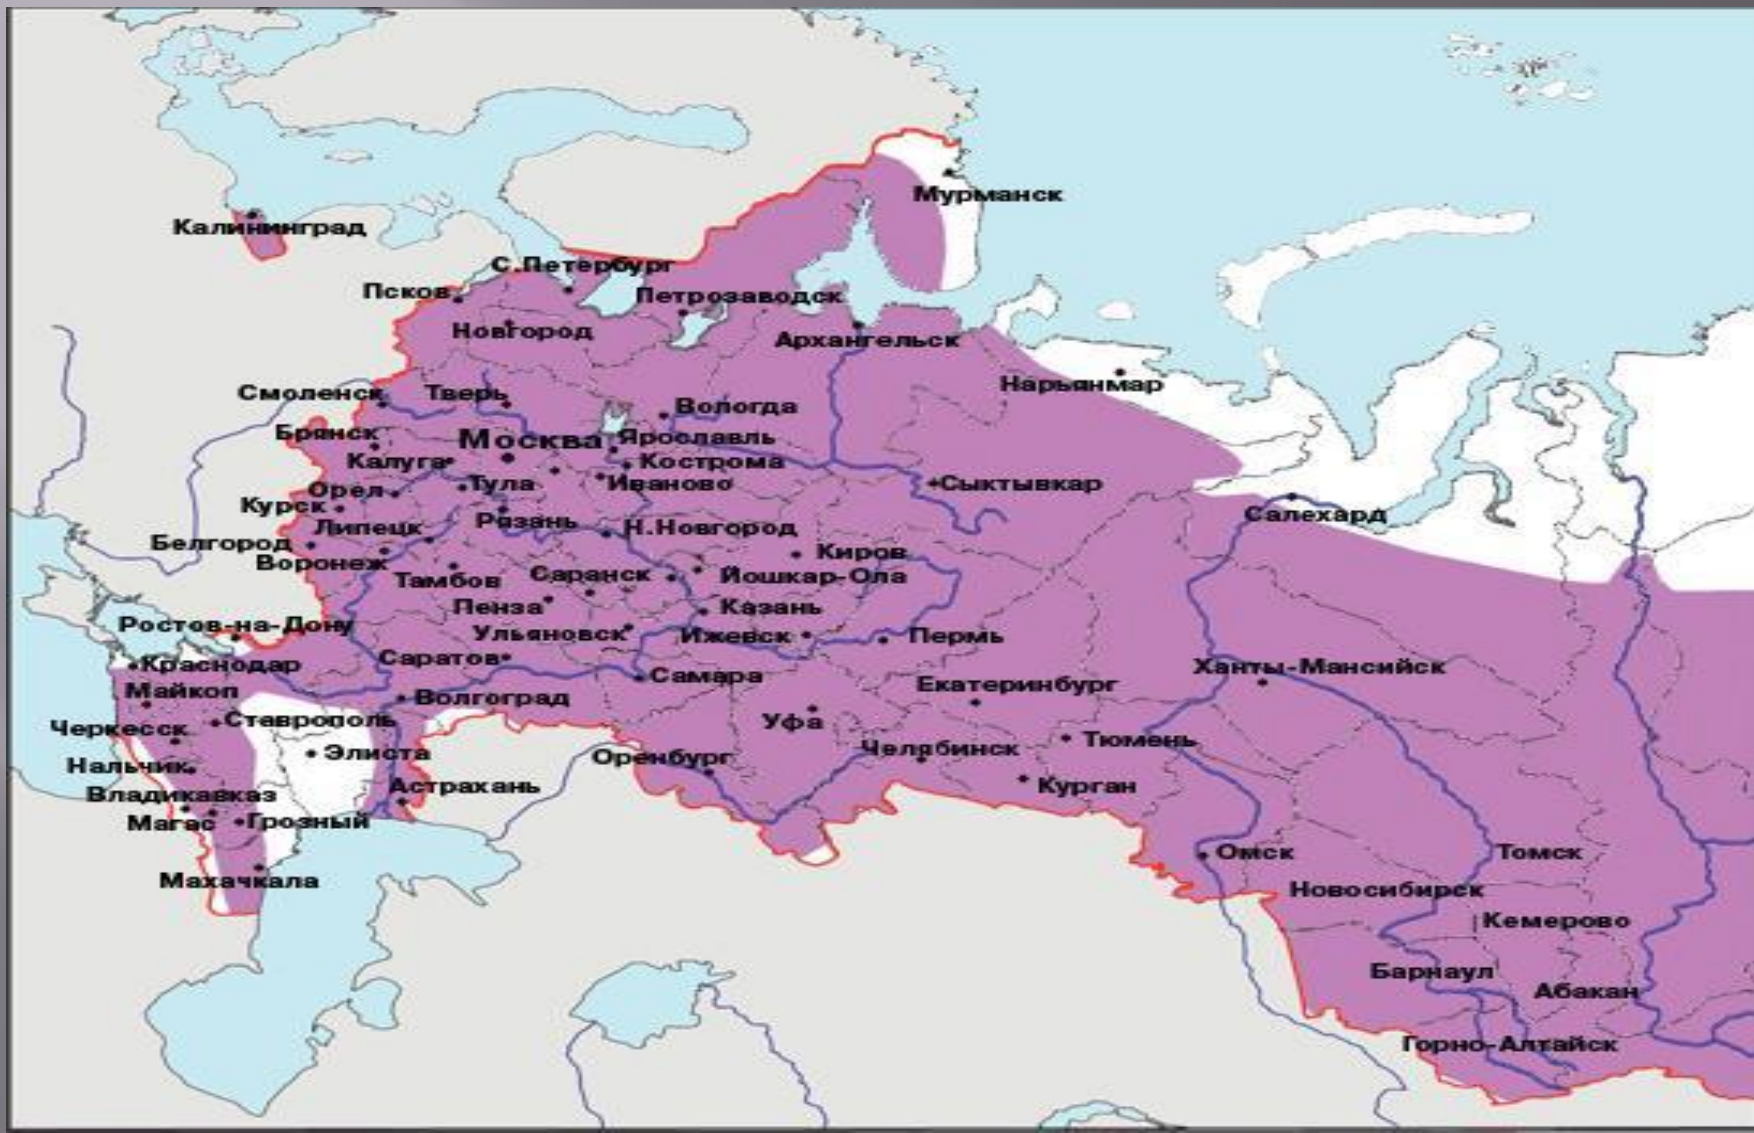 Мурманск
Калининград
С.Петербург
Псков
Петрозаводск
Новгород
Архангельск
Нарьянмар
Смоленск
Тверь
Вологда
Брянск
Москва
Ярославль
Калуга
Кострома
Орел
Тула
Иваново
Сыктывкар
Курск
Салехард
Липецк
Рязань
Н.Новгород
Белгород
Воронеж
Киров
Тамбов
Саранск
Йошкар-Ола
Пенза
Казань
Ростов-на-Дону
Ульяновск
Ижевск
Пермь
Краснодар
Саратов
Самара
Ханты-Мансийск
Майкоп
Волгоград
Екатеринбург
Черкесск
Ставрополь
Уфа
Элиста
Челябинск
Тюмень
Нальчик
Оренбург
Владикавказ
Астрахань
Курган
Магас
Грозный
Махачкала
Омск
Томск
Новосибирск
Кемерово
Барнаул
Абакан
Горно-Алтайск